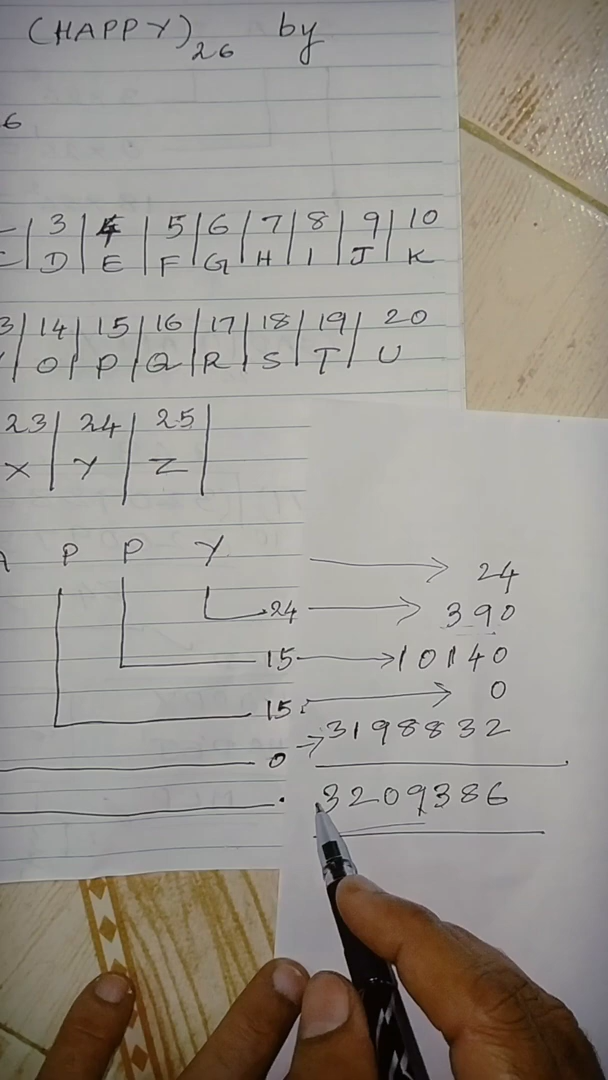 (HAPPY)26 by
6
3 | 4 | 5 | 6 | 7 | 8 | 9 | 10
D | E | F | G | H | I | J | K
3 | 14 | 15 | 16 | 17 | 18 | 19 | 20
O | P | Q | R | S | T | U
23 | 24 | 25
X | Y | Z
A P P Y
24
24 390
15 10140
15 0
0 3198832
3209386